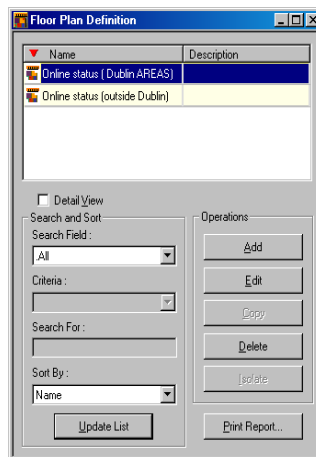 Floor Plan Definition
Name Description
Online status ( Dublin AREAS)
Online status (outside Dublin)
Detail View
Search and Sort
Operations
Search Field :
.All
Add
Criteria :
Edit
Copy
Search For :
Delete
Sort By :
Isolate
Name
Update List
Print Report...